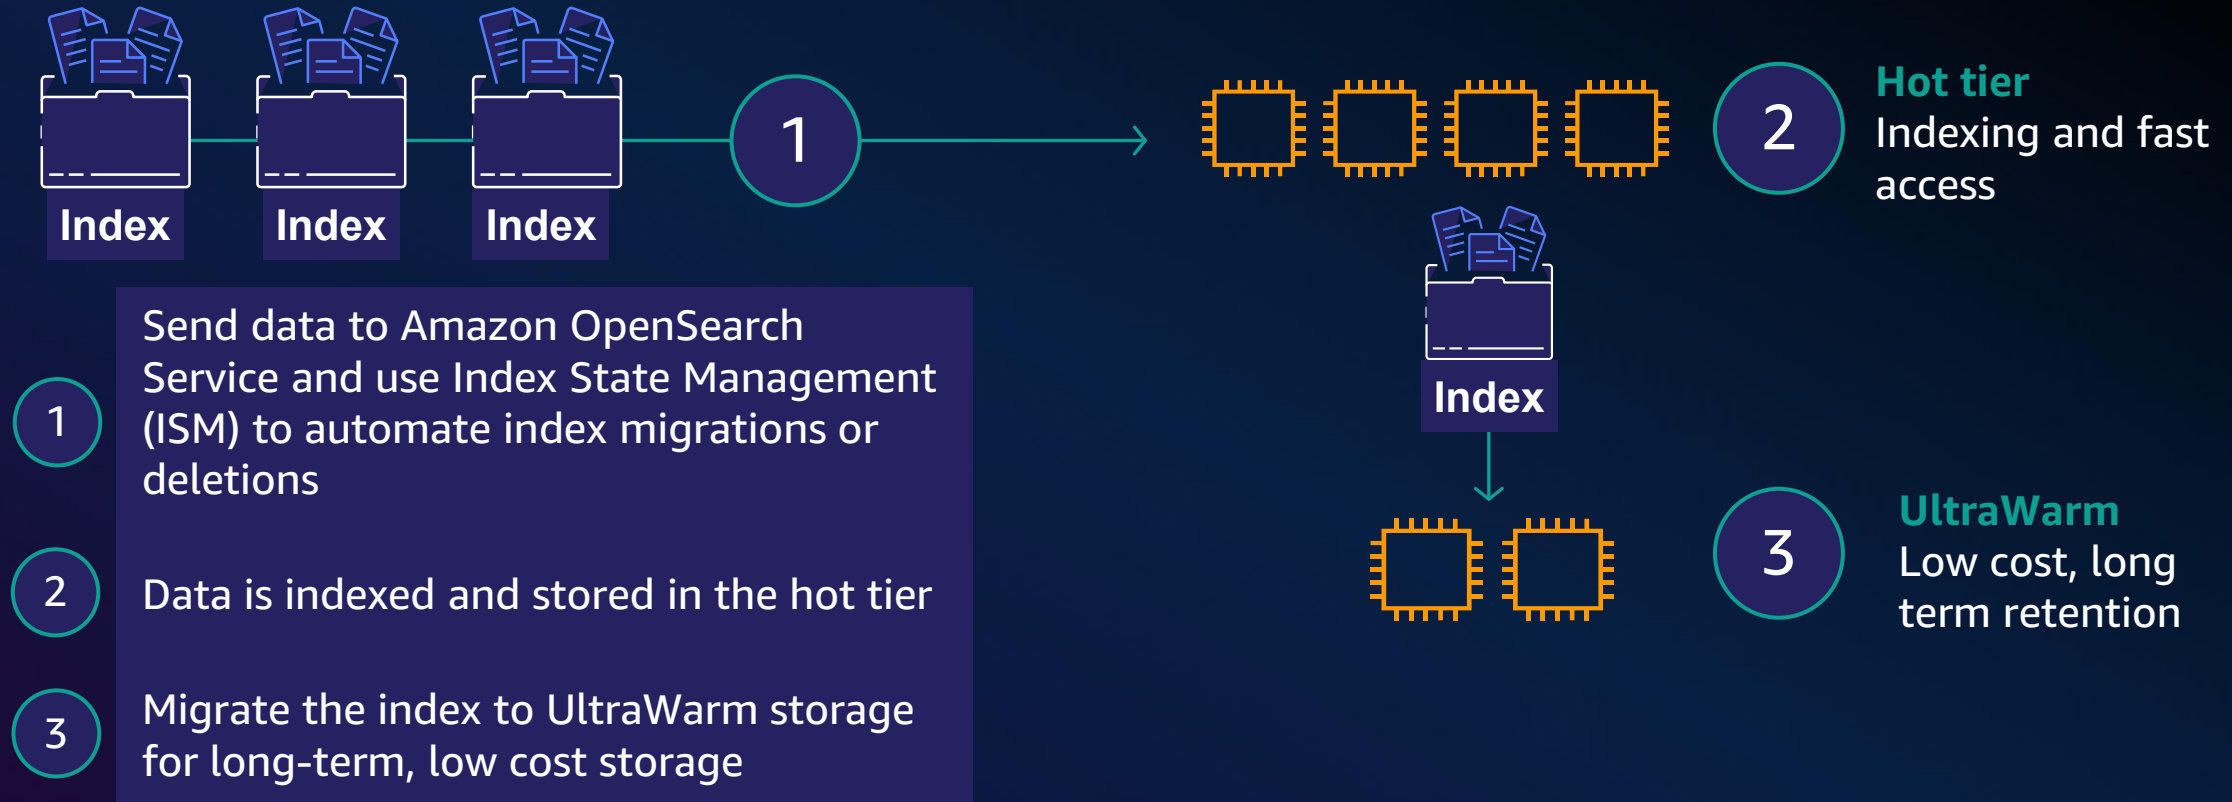 Index
Index
Index
1
2
Hot tier
Indexing and fast
access
Index
3
UltraWarm
Low cost, long
term retention
1
Send data to Amazon OpenSearch
Service and use Index State Management
(ISM) to automate index migrations or
deletions
2
Data is indexed and stored in the hot tier
3
Migrate the index to UltraWarm storage
for long-term, low cost storage